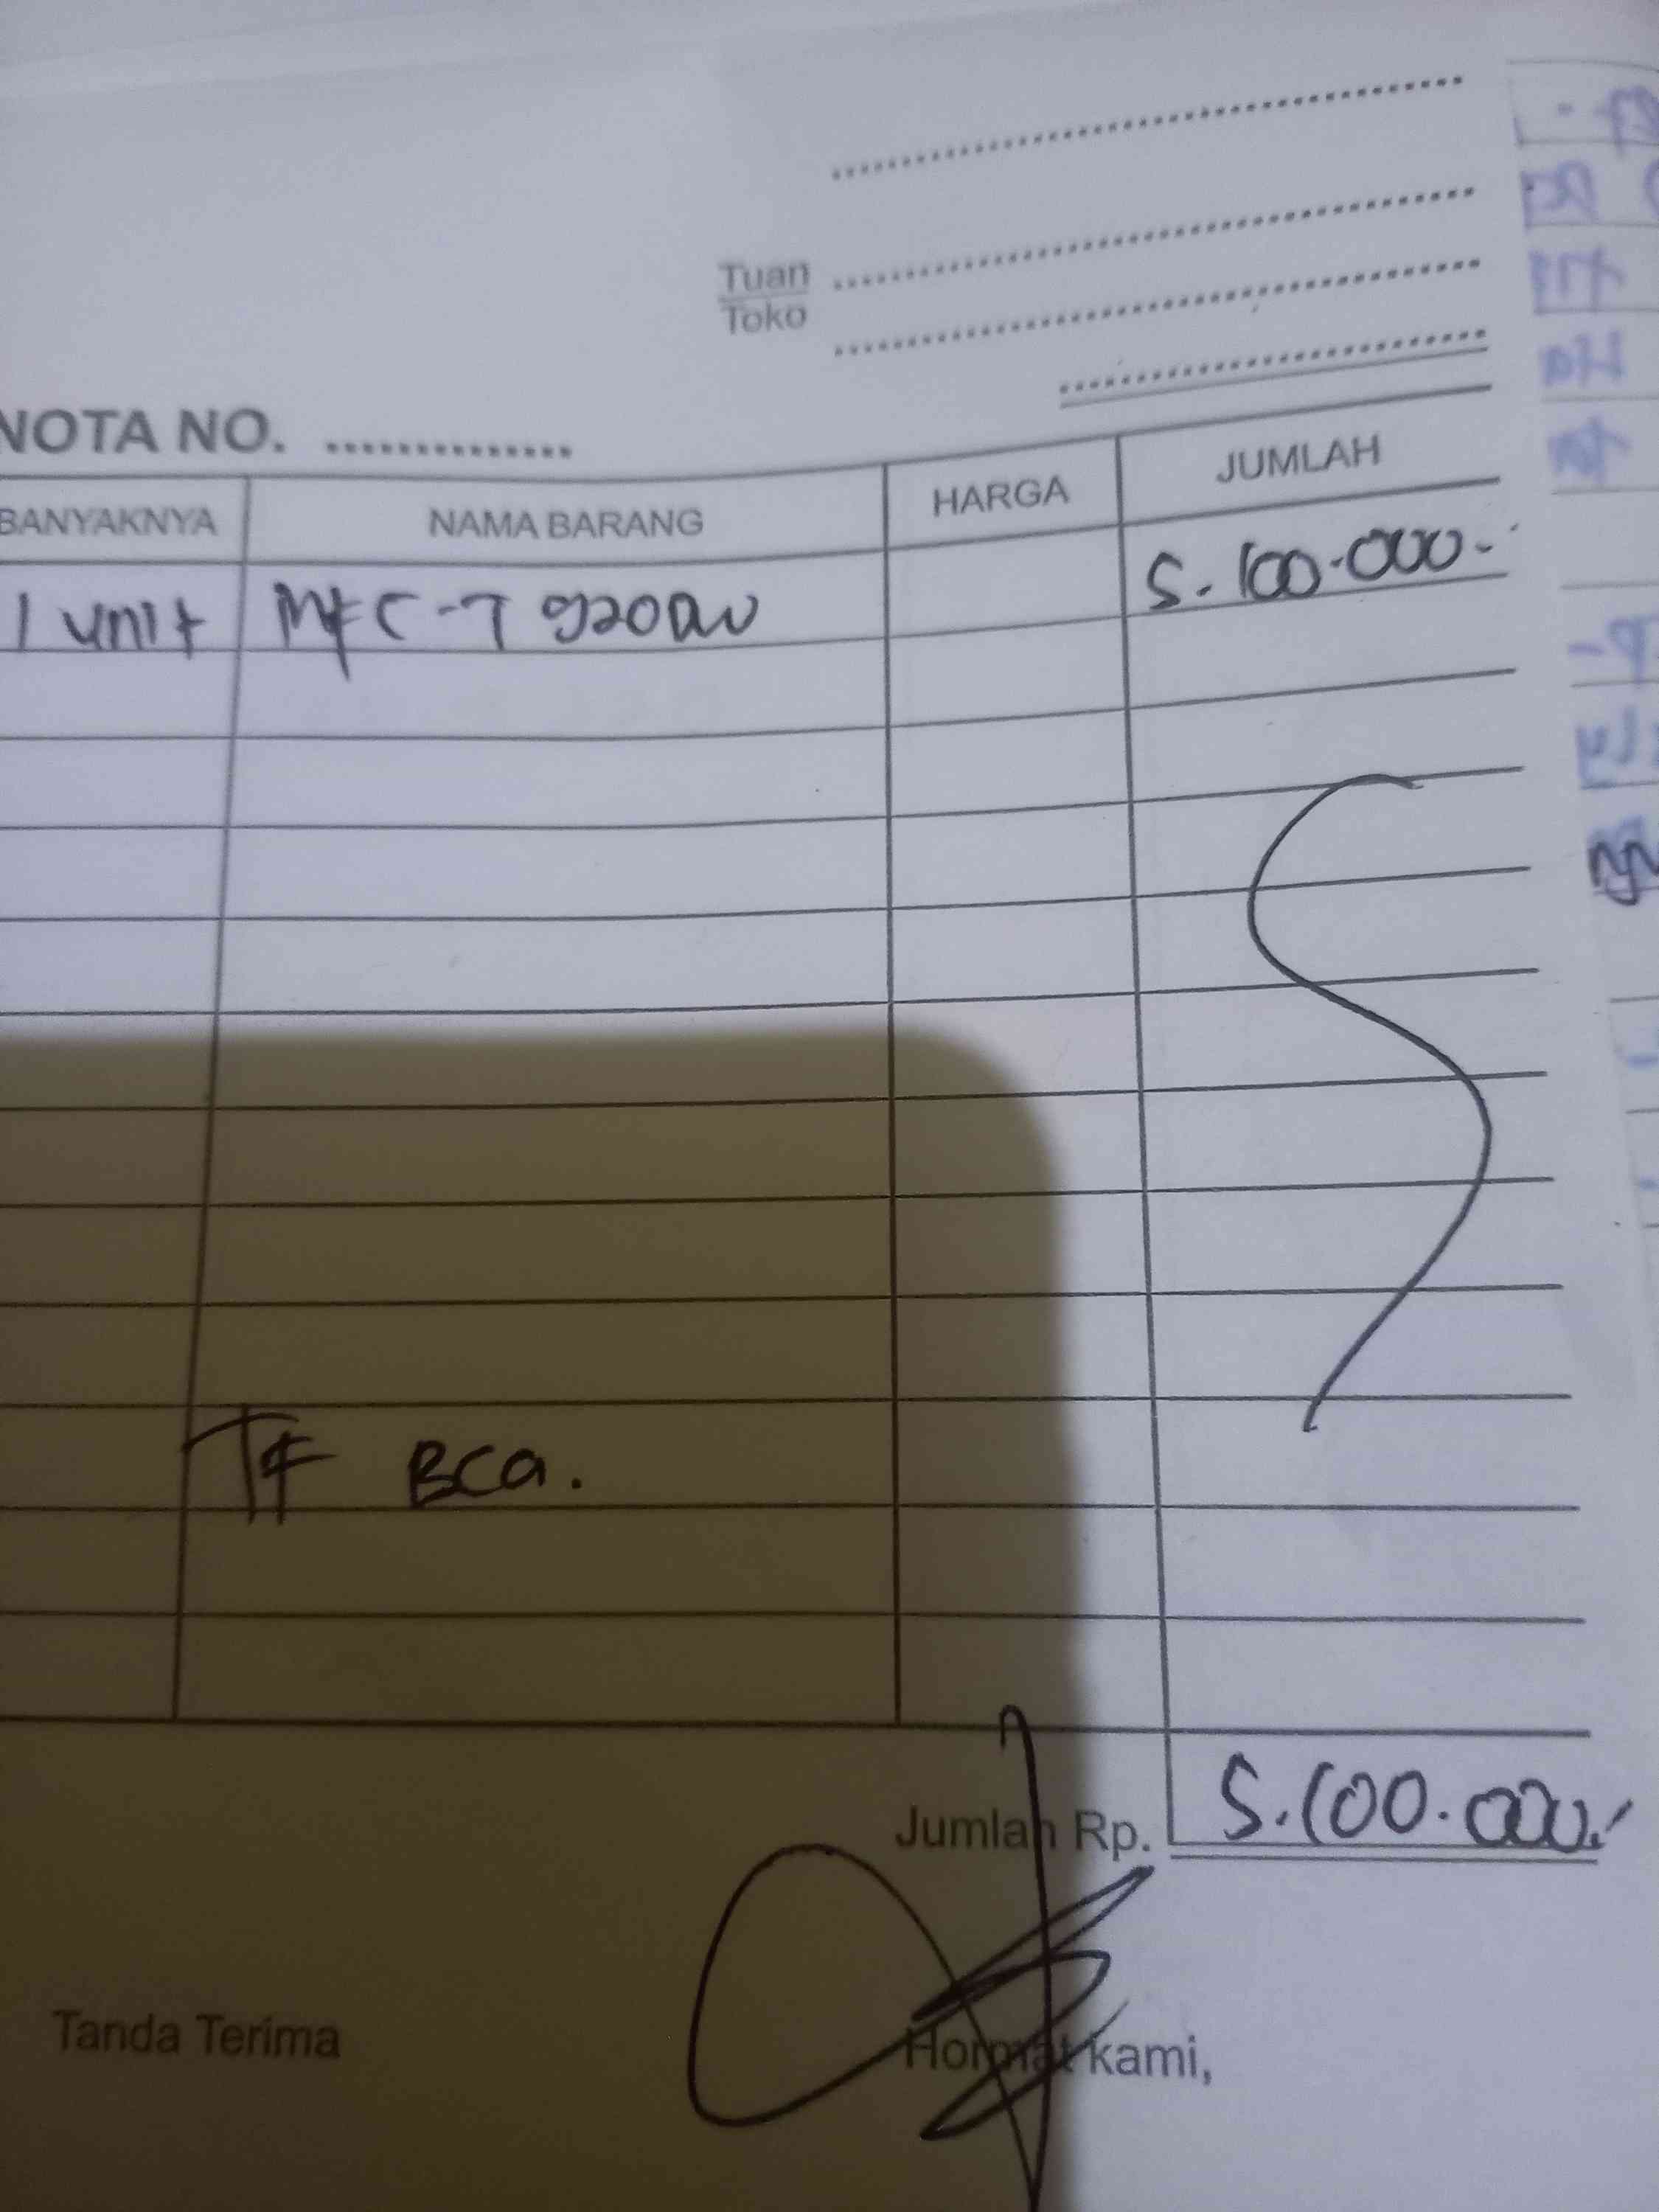 Tuan
Toko
NOTA NO. ..............
BANYAKNYA NAMA BARANG HARGA JUMLAH
1 unit MFC-T920DW 5.100.000.-
TF BCA.
Jumlah Rp. 5.100.000.-
Tanda Terima Hormat kami,